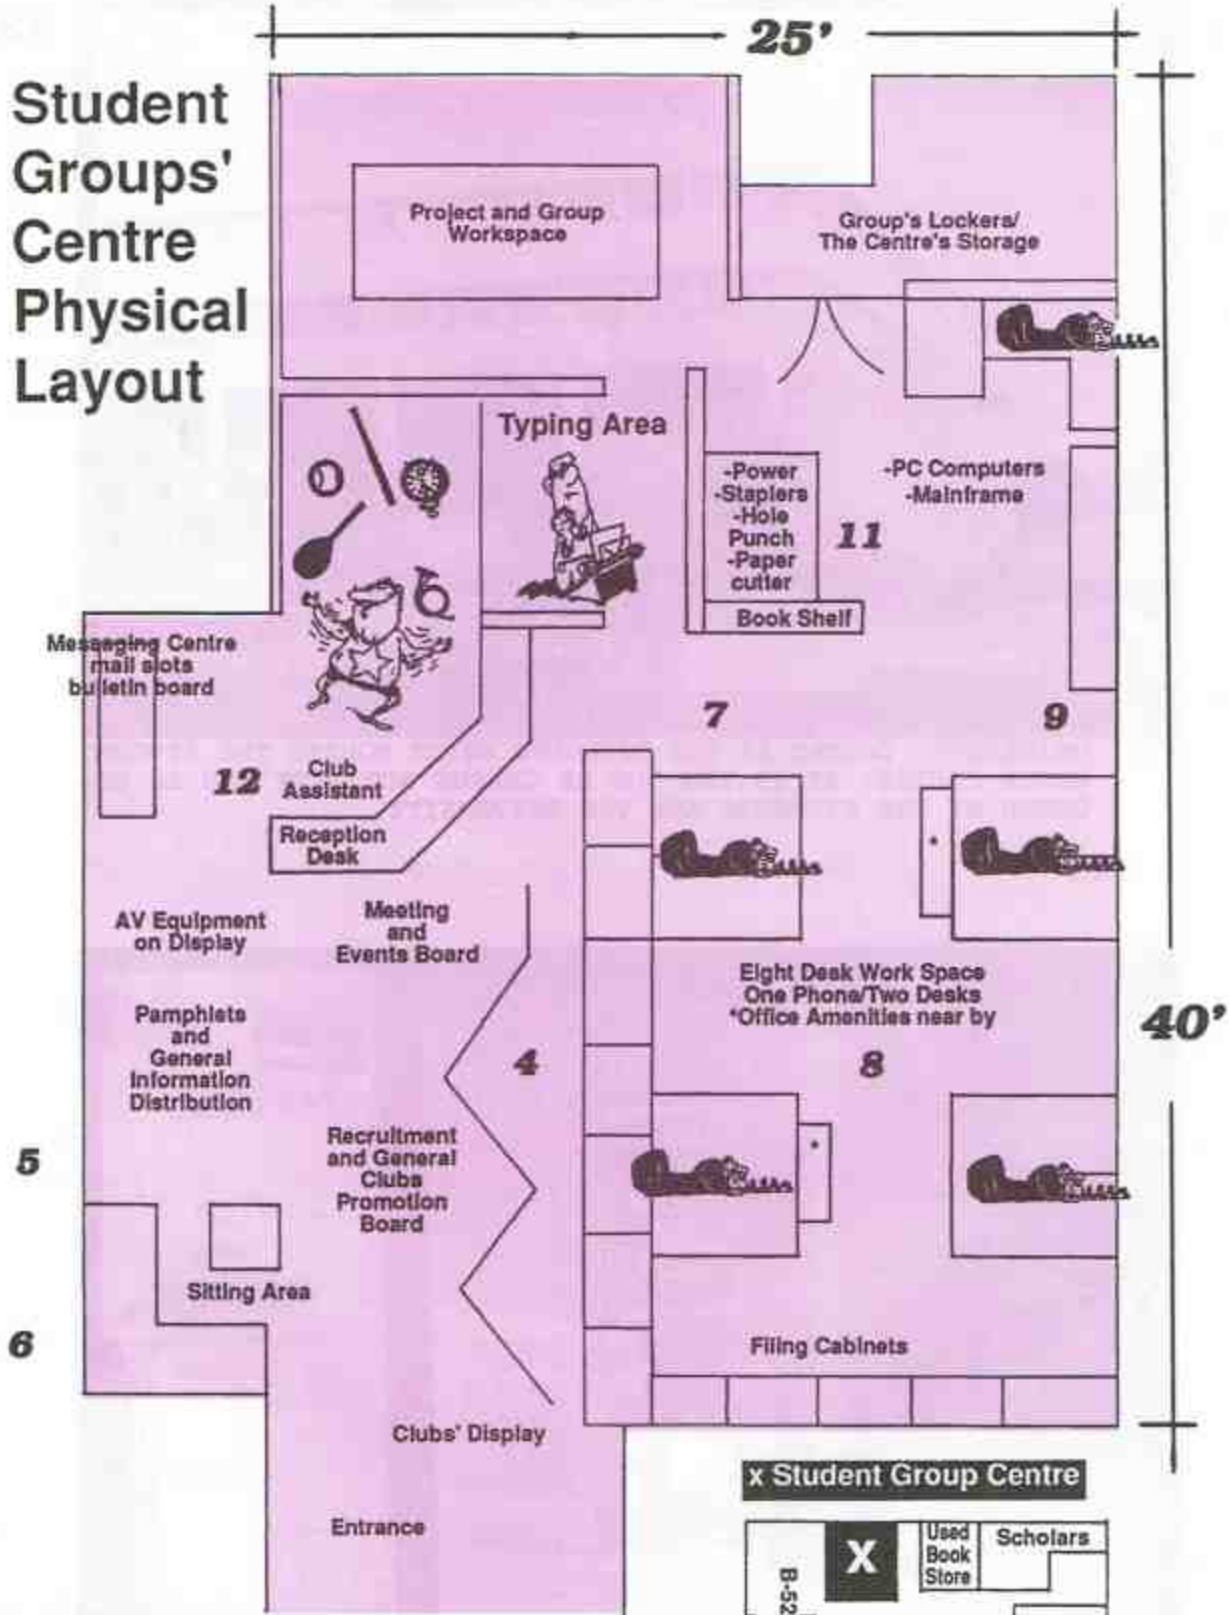 25'
Student
Groups'
Centre
Physical
Layout
40'
Project and Group
Workspace
Group's Lockers/
The Centre's Storage
Typing Area
-Power
-Staplers
-Hole
Punch
-Paper
cutter
11
-PC Computers
-Mainframe
Book Shelf
Messaging Centre
mail slots
bulletin board
7
9
12
Club
Assistant
Reception
Desk
AV Equipment
on Display
Meeting
and
Events Board
Eight Desk Work Space
One Phone/Two Desks
*Office Amenities near by
*
*
Pamphlets
and
General
Information
Distribution
4
8
5
Recruitment
and General
Clubs
Promotion
Board
Sitting Area
6
Filing Cabinets
Clubs' Display
Entrance
x Student Group Centre
X
Used
Book
Store
Scholars
B-52